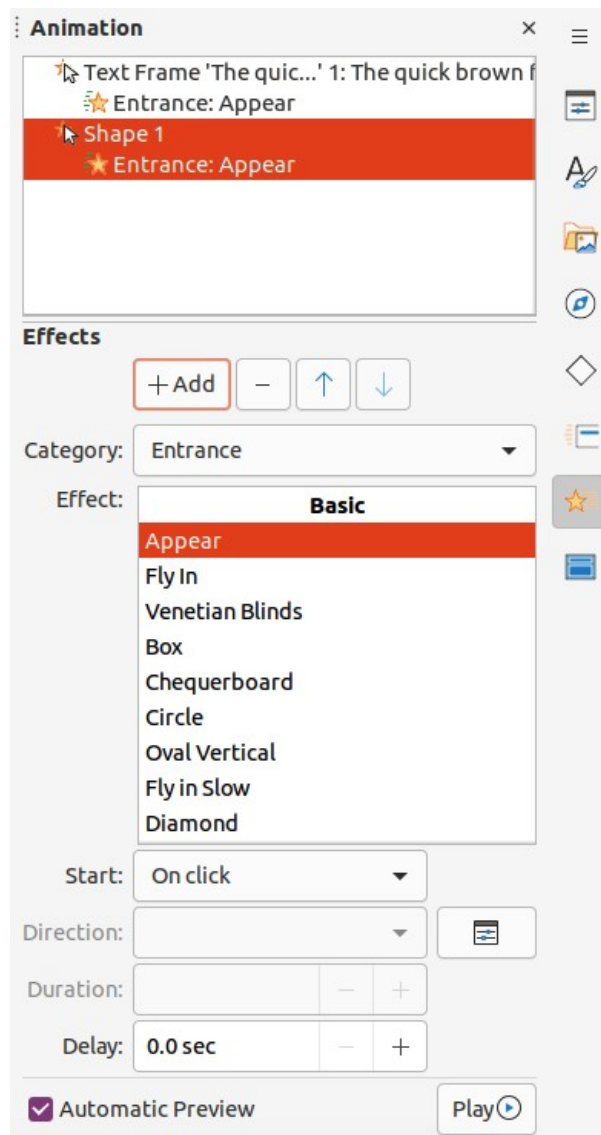 Animation
Text Frame 'The quic...' 1: The quick brown f
Entrance: Appear
Shape 1
Entrance: Appear
Effects
Add
Category: Entrance
Effect: Basic
Appear
Fly In
Venetian Blinds
Box
Chequerboard
Circle
Oval Vertical
Fly in Slow
Diamond
Start: On click
Direction:
Duration:
Delay: 0.0 sec
Automatic Preview Play